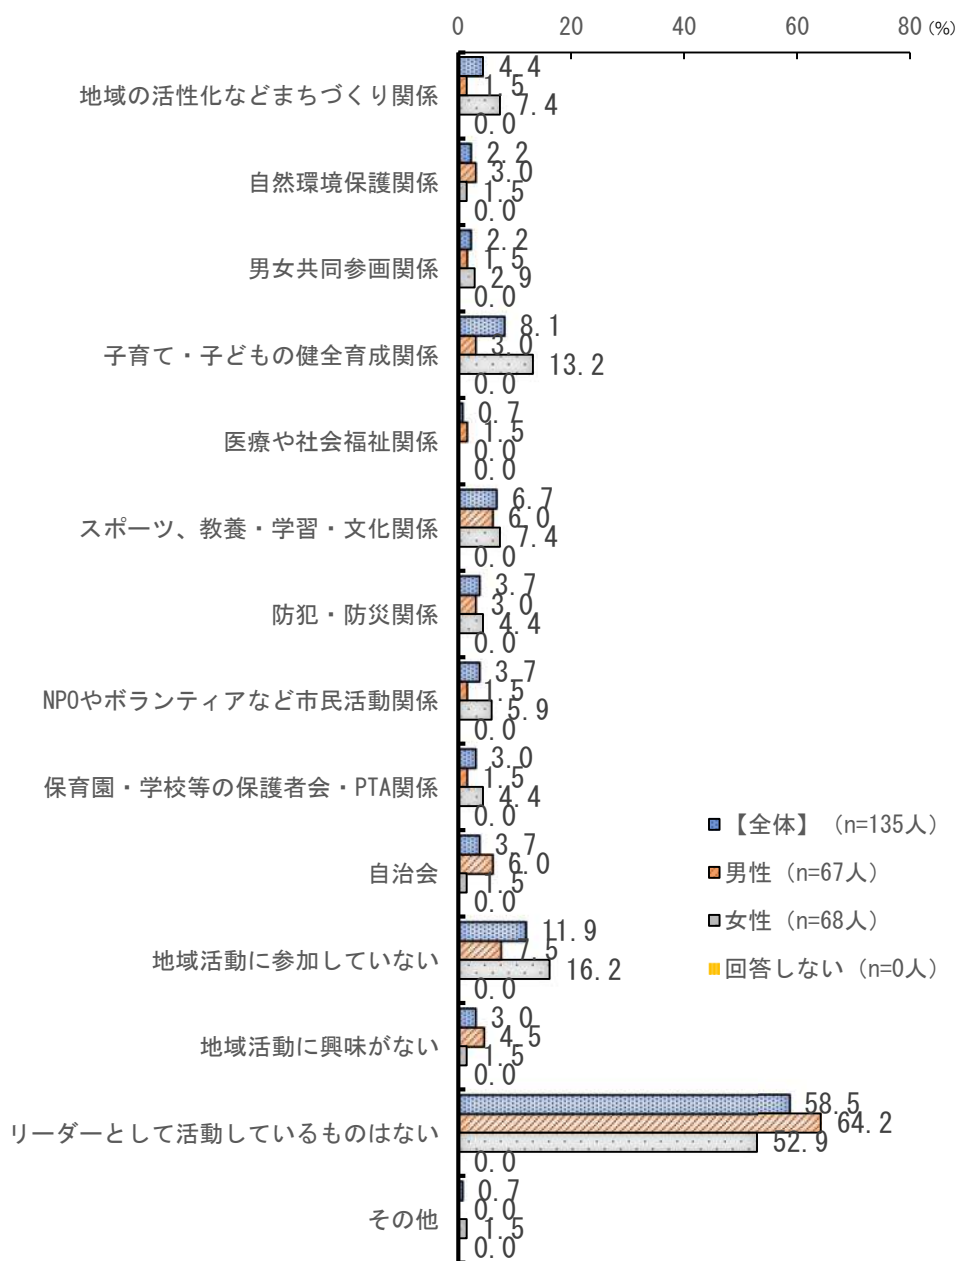 0 20 40 60 80 (%)
地域の活性化などまちづくり関係
4.4
1.5
7.4
0.0
自然環境保護関係
2.2
3.0
1.5
0.0
男女共同参画関係
2.2
1.5
2.9
0.0
子育て・子どもの健全育成関係
8.1
3.0
13.2
0.0
医療や社会福祉関係
0.7
1.5
0.0
0.0
スポーツ、教養・学習・文化関係
6.7
6.0
7.4
0.0
防犯・防災関係
3.7
3.0
4.4
0.0
NPOやボランティアなど市民活動関係
3.7
1.5
5.9
0.0
保育園・学校等の保護者会・PTA関係
3.0
1.5
4.4
0.0
自治会
3.7
6.0
1.5
0.0
地域活動に参加していない
11.9
7.5
16.2
0.0
地域活動に興味がない
3.0
4.5
1.5
0.0
リーダーとして活動しているものはない
58.5
64.2
52.9
0.0
その他
0.7
0.0
1.5
0.0
【全体】（n=135人）
男性（n=67人）
女性（n=68人）
回答しない（n=0人）